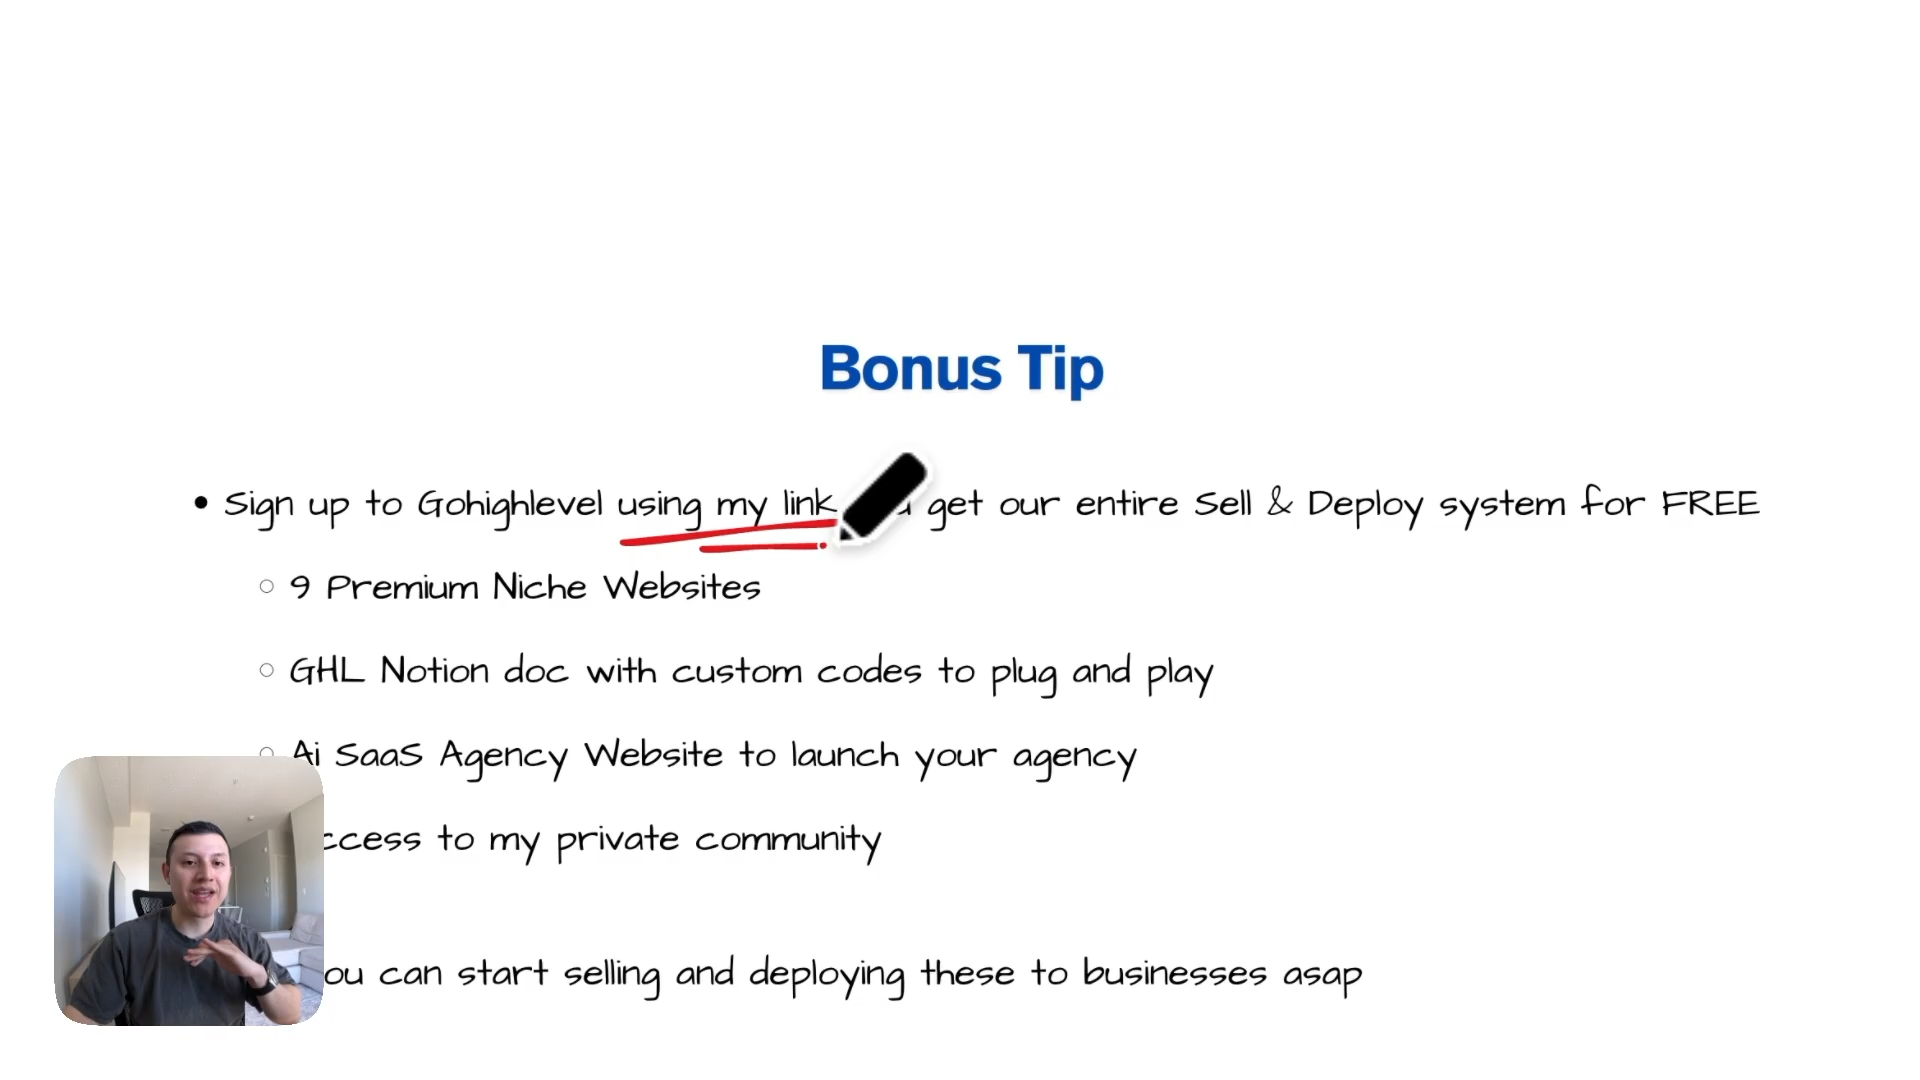 Bonus Tip
• Sign up to Gohighlevel using my link get our entire Sell & Deploy system for FREE
○ 9 Premium Niche Websites
○ GHL Notion doc with custom codes to plug and play
○ Ai SaaS Agency Website to launch your agency
ccess to my private community
ou can start selling and deploying these to businesses asap